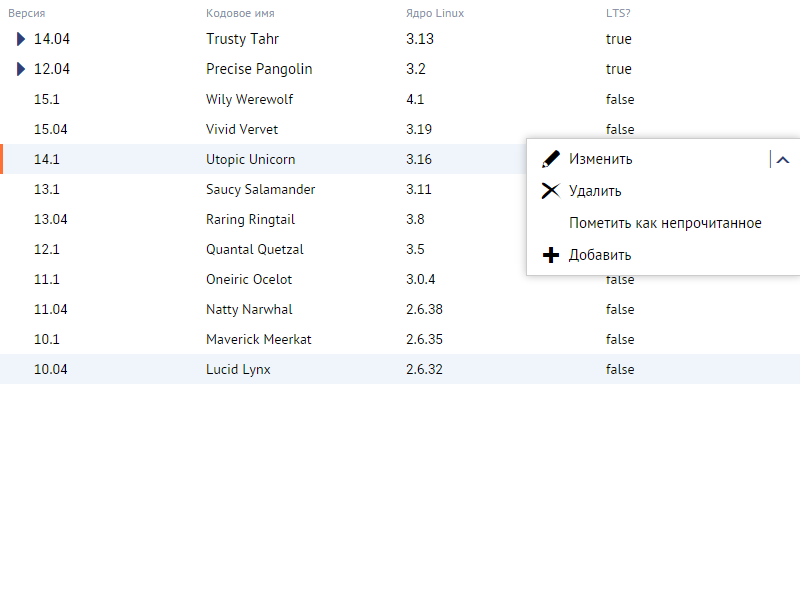 Версия Кодовое имя Ядро Linux LTS?
14.04 Trusty Tahr 3.13 true
12.04 Precise Pangolin 3.2 true
15.1 Wily Werewolf 4.1 false
15.04 Vivid Vervet 3.19 false
14.1 Utopic Unicorn 3.16
Изменить
13.1 Saucy Salamander 3.11
Удалить
13.04 Raring Ringtail 3.8
Пометить как непрочитанное
12.1 Quantal Quetzal 3.5
Добавить
11.1 Oneiric Ocelot 3.0.4 false
11.04 Natty Narwhal 2.6.38 false
10.1 Maverick Meerkat 2.6.35 false
10.04 Lucid Lynx 2.6.32 false